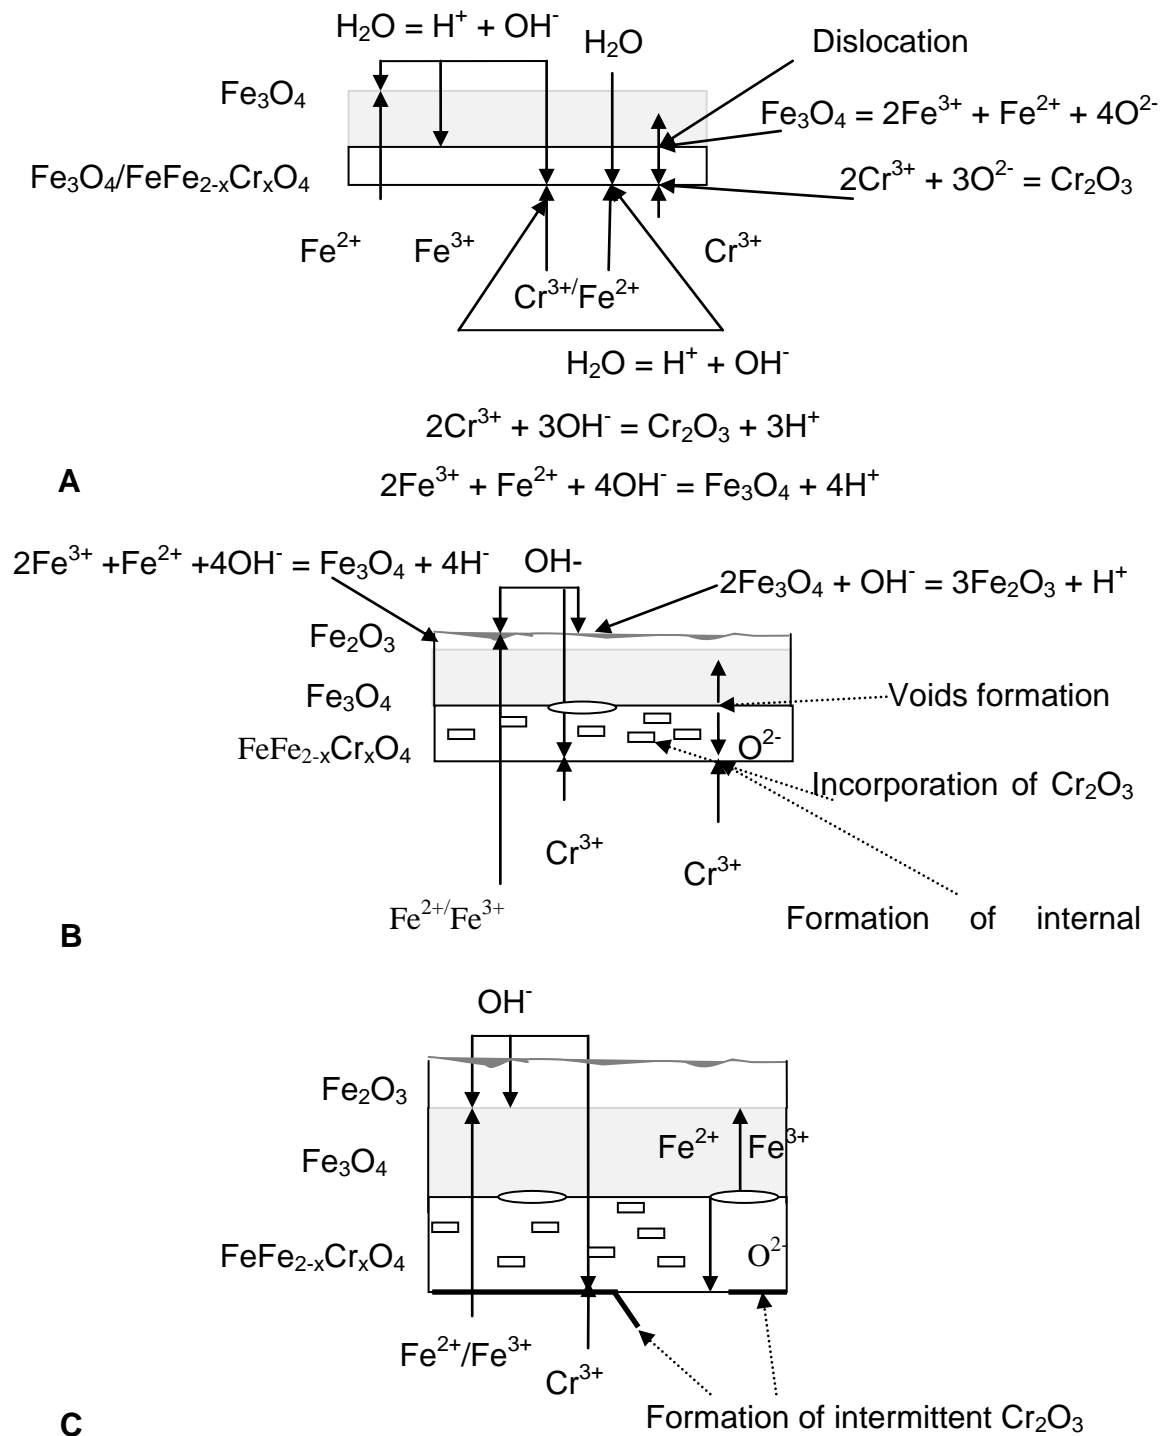 H₂O = H⁺ + OH⁻
H₂O
Dislocation
Fe₃O₄
Fe₃O₄ = 2Fe³⁺ + Fe²⁺ + 4O²⁻
Fe₃O₄/FeFe₂₋ₓCrₓO₄
2Cr³⁺ + 3O²⁻ = Cr₂O₃
Fe²⁺
Fe³⁺
Cr³⁺
Cr³⁺/Fe²⁺
H₂O = H⁺ + OH⁻
2Cr³⁺ + 3OH⁻ = Cr₂O₃ + 3H⁺
A
2Fe³⁺ + Fe²⁺ + 4OH⁻ = Fe₃O₄ + 4H⁺
2Fe³⁺ +Fe²⁺ +4OH⁻ = Fe₃O₄ + 4H⁻
OH-
2Fe₃O₄ + OH⁻ = 3Fe₂O₃ + H⁺
Fe₂O₃
Fe₃O₄
Voids formation
FeFe₂₋ₓCrₓO₄
O²⁻
Incorporation of Cr₂O₃
Cr³⁺
Cr³⁺
Fe²⁺/Fe³⁺
Formation of internal
B
OH⁻
Fe₂O₃
Fe²⁺
Fe³⁺
Fe₃O₄
FeFe₂₋ₓCrₓO₄
O²⁻
Fe²⁺/Fe³⁺
Cr³⁺
Formation of intermittent Cr₂O₃
C